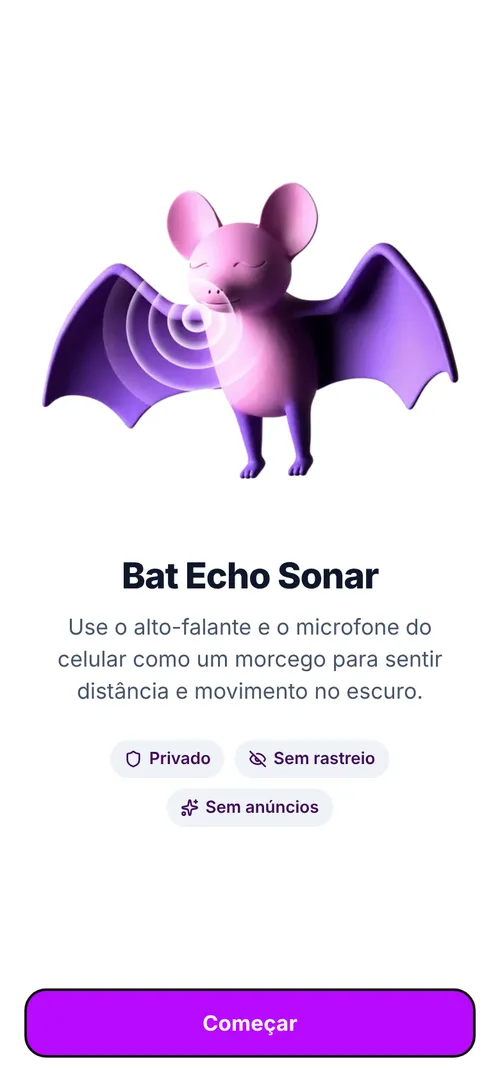 Bat Echo Sonar
Use o alto-falante e o microfone do
celular como um morcego para sentir
distância e movimento no escuro.
Privado
Sem rastreio
Sem anúncios
Começar